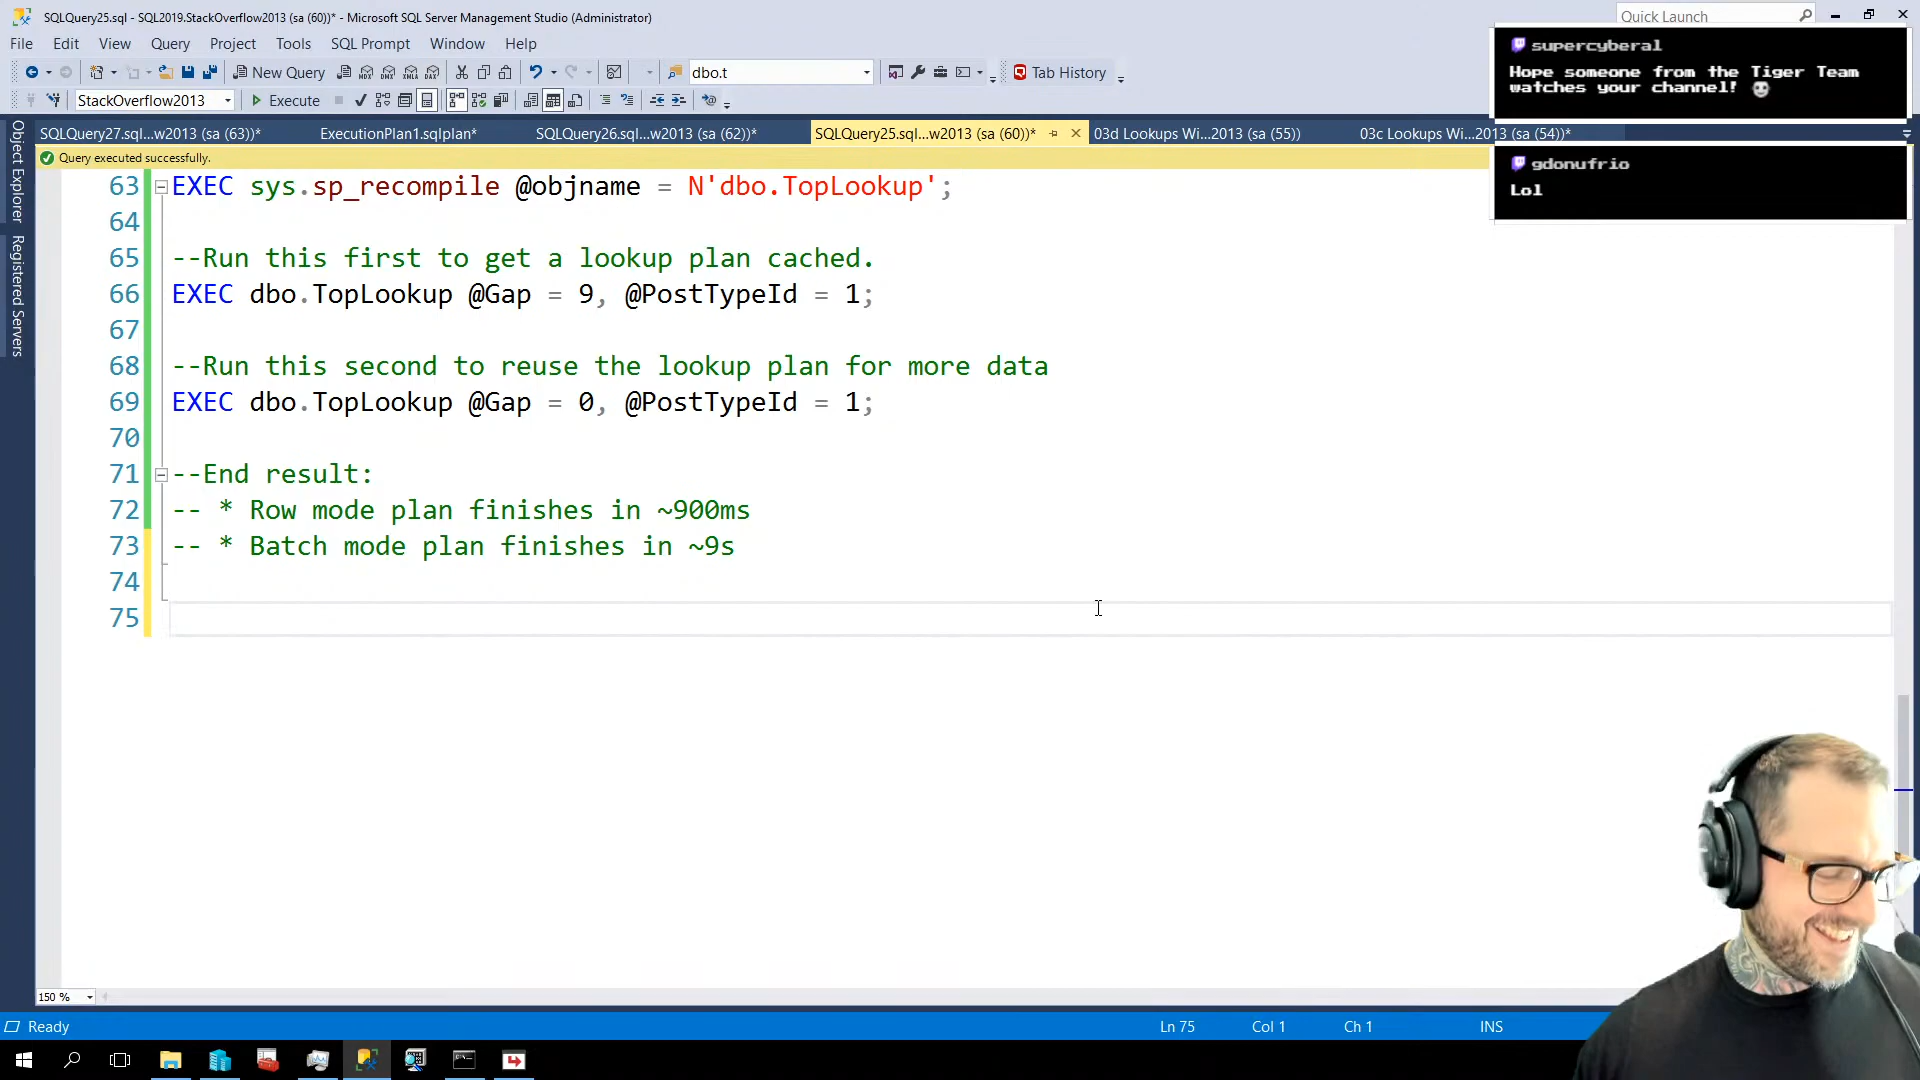 SQLQuery25.sql - SQL2019.StackOverflow2013 (sa (60))* - Microsoft SQL Server Management Studio (Administrator)
Quick Launch
File Edit View Query Project Tools SQL Prompt Window Help
New Query
dbo.t
Tab History
StackOverflow2013
Execute
supercyberal
Hope someone from the Tiger Team
watches your channel!
SQLQuery27.sql...w2013 (sa (63))*
ExecutionPlan1.sqlplan*
SQLQuery26.sql...w2013 (sa (62))*
SQLQuery25.sql...w2013 (sa (60))*
03d Lookups Wi...2013 (sa (55))
03c Lookups Wi...2013 (sa (54))*
Query executed successfully.
gdonufrio
Lol
Object Explorer
Registered Servers
63 EXEC sys.sp_recompile @objname = N'dbo.TopLookup';
64
65 --Run this first to get a lookup plan cached.
66 EXEC dbo.TopLookup @Gap = 9, @PostTypeId = 1;
67
68 --Run this second to reuse the lookup plan for more data
69 EXEC dbo.TopLookup @Gap = 0, @PostTypeId = 1;
70
71 --End result:
72 -- * Row mode plan finishes in ~900ms
73 -- * Batch mode plan finishes in ~9s
74
75
150 %
Ready
Ln 75
Col 1
Ch 1
INS